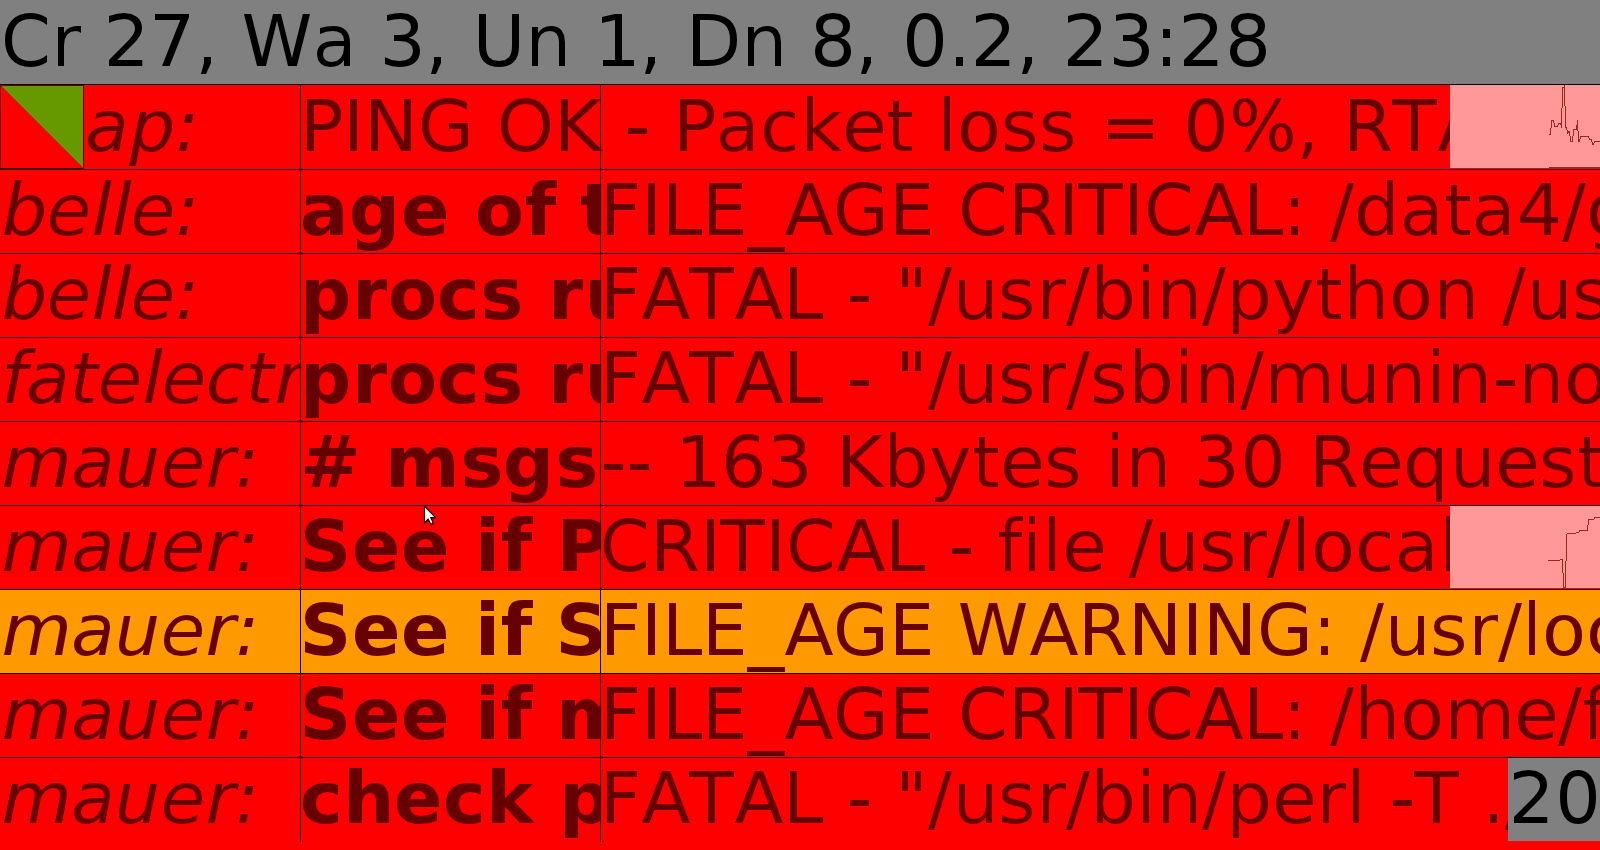 Cr 27, Wa 3, Un 1, Dn 8, 0.2, 23:28
ap: PING OK - Packet loss = 0%, RTA
belle: age of t FILE_AGE CRITICAL: /data4/g
belle: procs ru FATAL - "/usr/bin/python /us
fatelectr procs ru FATAL - "/usr/sbin/munin-no
mauer: # msgs -- 163 Kbytes in 30 Request
mauer: See if P CRITICAL - file /usr/local
mauer: See if S FILE_AGE WARNING: /usr/loc
mauer: See if m FILE_AGE CRITICAL: /home/f
mauer: check p FATAL - "/usr/bin/perl -T . 20